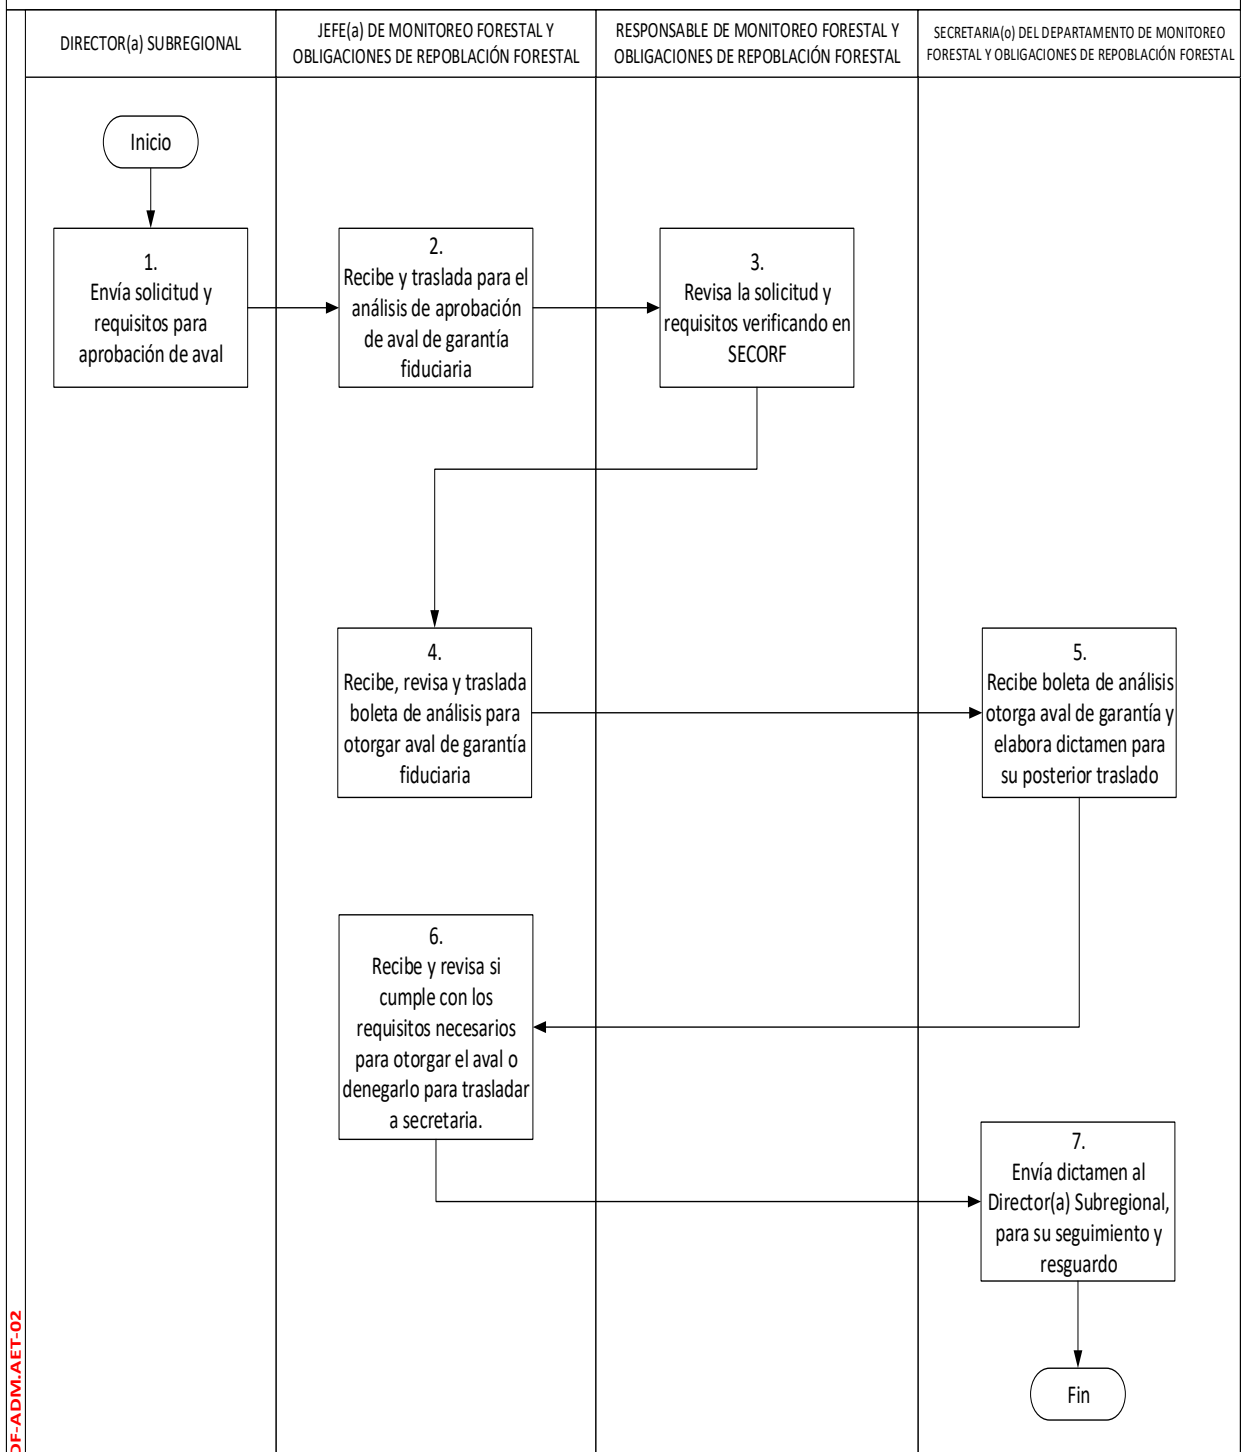 DIRECTOR(a) SUBREGIONAL
JEFE(a) DE MONITOREO FORESTAL Y
OBLIGACIONES DE REPOBLACIÓN FORESTAL
RESPONSABLE DE MONITOREO FORESTAL Y
OBLIGACIONES DE REPOBLACIÓN FORESTAL
SECRETARIA(o) DEL DEPARTAMENTO DE MONITOREO
FORESTAL Y OBLIGACIONES DE REPOBLACIÓN FORESTAL
Inicio
1.
Envía solicitud y
requisitos para
aprobación de aval
2.
Recibe y traslada para el
análisis de aprobación
de aval de garantía
fiduciaria
3.
Revisa la solicitud y
requisitos verificando en
SECORF
4.
Recibe, revisa y traslada
boleta de análisis para
otorgar aval de garantía
fiduciaria
5.
Recibe boleta de análisis
otorga aval de garantía y
elabora dictamen para
su posterior traslado
6.
Recibe y revisa si
cumple con los
requisitos necesarios
para otorgar el aval o
denegarlo para trasladar
a secretaria.
7.
Envía dictamen al
Director(a) Subregional,
para su seguimiento y
resguardo
Fin
DF-ADM.AET-02